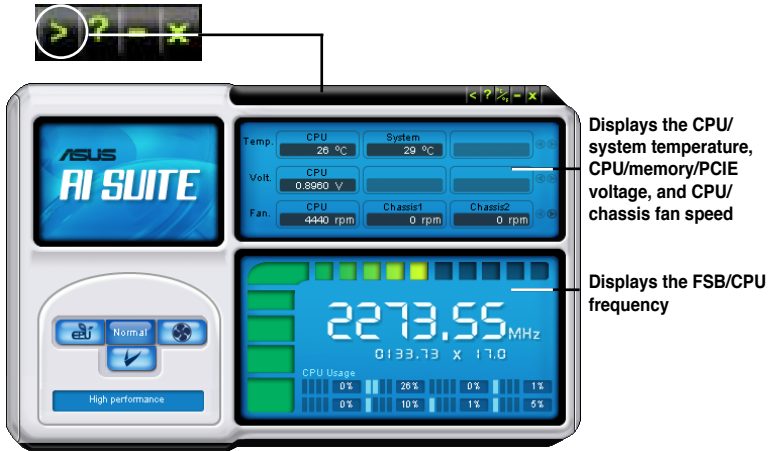 > ? - x
< ? °C/°F - x
ASUS
AI SUITE
Temp. CPU System
26 °C 29 °C
Volt. CPU
0.8960 V
Fan. CPU Chassis1 Chassis2
4440 rpm 0 rpm 0 rpm
Displays the CPU/
system temperature,
CPU/memory/PCIE
voltage, and CPU/
chassis fan speed
EPU Normal
High performance
2273.55 MHz
0133.73 X 17.0
CPU Usage
0% 26% 0% 1%
0% 10% 1% 5%
Displays the FSB/CPU
frequency